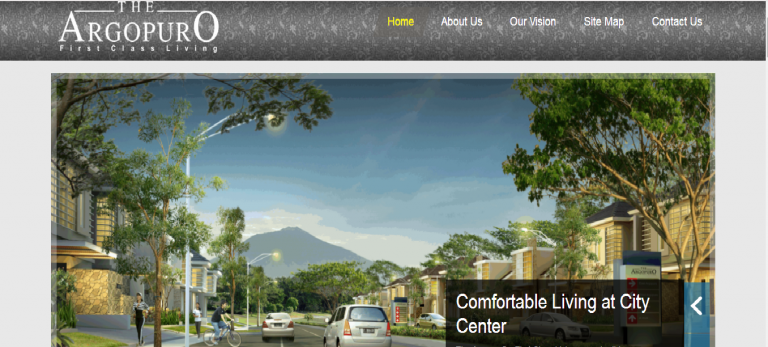 THE
ARGOPURO
First Class Living
Home About Us Our Vision Site Map Contact Us
THE
ARGOPURO
Comfortable Living at City
Center